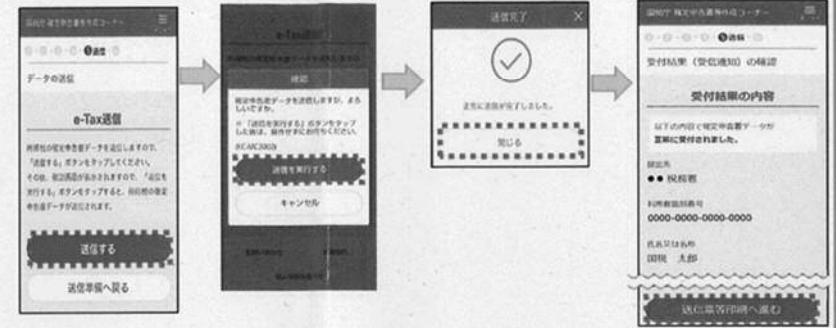 国税庁 確定申告書等作成コーナー
❺送信
データの送信
e-Tax送信
所得税の確定申告書データを送信しますので、
「送信する」ボタンをタップしてください。
その後、確認画面が表示されますので、「送信を
実行する」ボタンをタップすると、所得税の確定
申告書データが送信されます。
送信する
送信準備へ戻る
e-Tax送信
確認
確定申告書データを送信しますが、よろ
しいですか。
※「送信を実行する」ボタンをタップ
した後は、操作せずにお待ちください。
送信を実行する
キャンセル
送信完了
×
正常に送信が完了しました。
閉じる
国税庁 確定申告書等作成コーナー
❺送信
受付結果（受信通知）の確認
受付結果の内容
以下の内容で確定申告書データが
正常に受付されました。
提出先
●● 税務署
利用者識別番号
0000-0000-0000-0000
氏名又は名称
国税 太郎
送信票等印刷へ進む